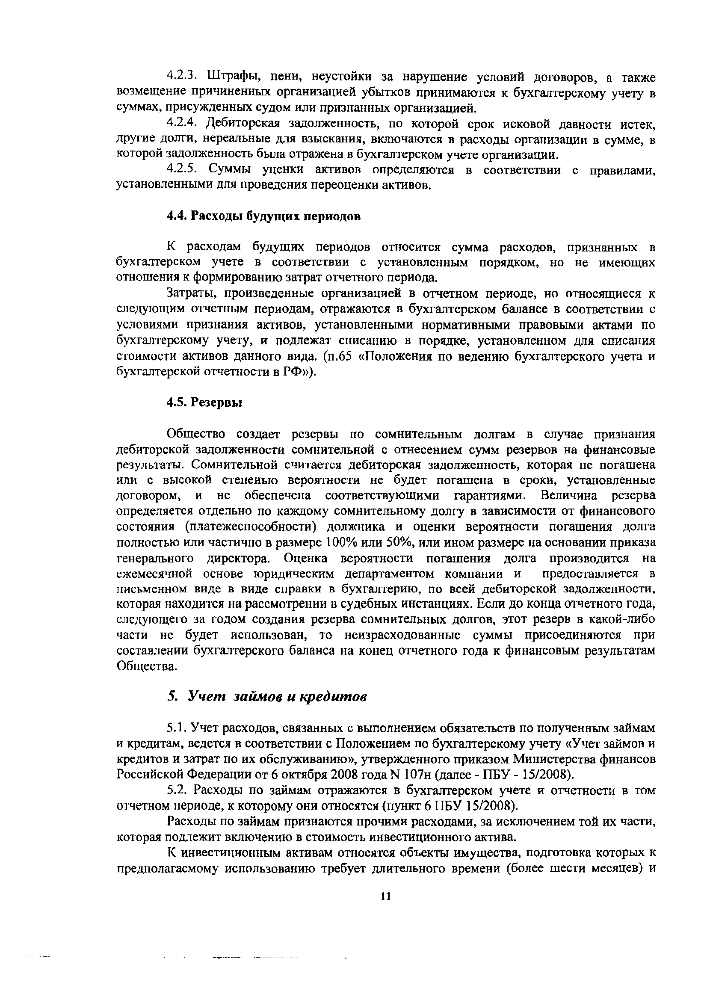 4.2.3. Штрафы, пени, неустойки за нарушение условий договоров, а также
возмещение причиненных организацией убытков принимаются к бухгалтерскому учету в
суммах, присужденных судом или признанных организацией.
4.2.4. Дебиторская задолженность, по которой срок исковой давности истек,
другие долги, нереальные для взыскания, включаются в расходы организации в сумме, в
которой задолженность была отражена в бухгалтерском учете организации.
4.2.5. Суммы уценки активов определяются в соответствии с правилами,
установленными для проведения переоценки активов.
4.4. Расходы будущих периодов
К расходам будущих периодов относится сумма расходов, признанных в
бухгалтерском учете в соответствии с установленным порядком, но не имеющих
отношения к формированию затрат отчетного периода.
Затраты, произведенные организацией в отчетном периоде, но относящиеся к
следующим отчетным периодам, отражаются в бухгалтерском балансе в соответствии с
условиями признания активов, установленными нормативными правовыми актами по
бухгалтерскому учету, и подлежат списанию в порядке, установленном для списания
стоимости активов данного вида. (п.65 «Положения по ведению бухгалтерского учета и
бухгалтерской отчетности в РФ»).
4.5. Резервы
Общество создает резервы по сомнительным долгам в случае признания
дебиторской задолженности сомнительной с отнесением сумм резервов на финансовые
результаты. Сомнительной считается дебиторская задолженность, которая не погашена
или с высокой степенью вероятности не будет погашена в сроки, установленные
договором, и не обеспечена соответствующими гарантиями. Величина резерва
определяется отдельно по каждому сомнительному долгу в зависимости от финансового
состояния (платежеспособности) должника и оценки вероятности погашения долга
полностью или частично в размере 100% или 50%, или ином размере на основании приказа
генерального директора. Оценка вероятности погашения долга производится на
ежемесячной основе юридическим департаментом компании и предоставляется в
письменном виде в виде справки в бухгалтерию, по всей дебиторской задолженности,
которая находится на рассмотрении в судебных инстанциях. Если до конца отчетного года,
следующего за годом создания резерва сомнительных долгов, этот резерв в какой-либо
части не будет использован, то неизрасходованные суммы присоединяются при
составлении бухгалтерского баланса на конец отчетного года к финансовым результатам
Общества.
5. Учет займов и кредитов
5.1. Учет расходов, связанных с выполнением обязательств по полученным займам
и кредитам, ведется в соответствии с Положением по бухгалтерскому учету «Учет займов и
кредитов и затрат по их обслуживанию», утвержденного приказом Министерства финансов
Российской Федерации от 6 октября 2008 года N 107н (далее - ПБУ - 15/2008).
5.2. Расходы по займам отражаются в бухгалтерском учете и отчетности в том
отчетном периоде, к которому они относятся (пункт 6 ПБУ 15/2008).
Расходы по займам признаются прочими расходами, за исключением той их части,
которая подлежит включению в стоимость инвестиционного актива.
К инвестиционным активам относятся объекты имущества, подготовка которых к
предполагаемому использованию требует длительного времени (более шести месяцев) и
11